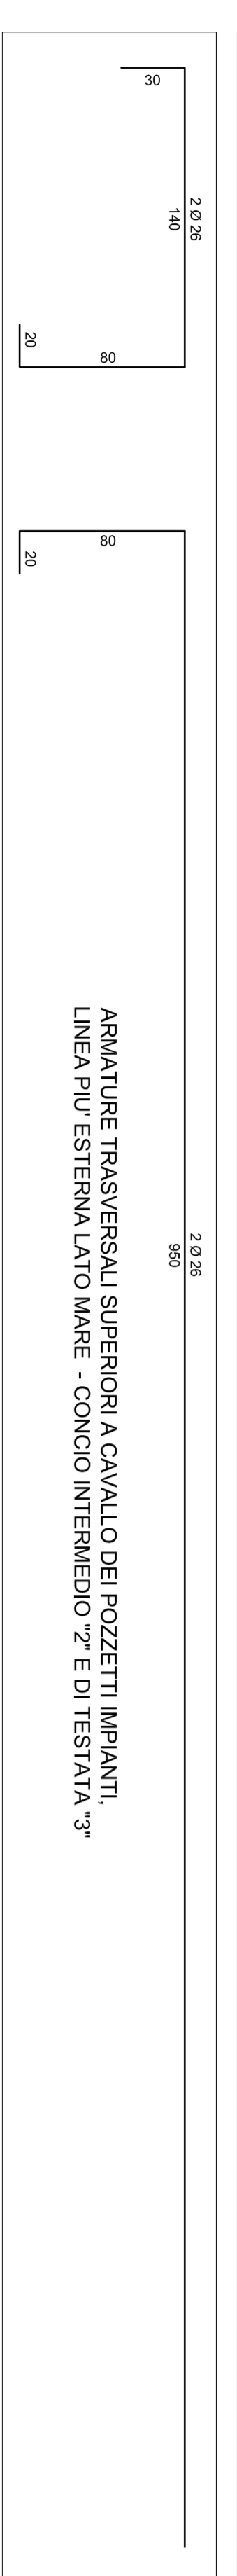 30
2 Ø 26
140
20
80
80
20
2 Ø 26
950
ARMATURE TRASVERSALI SUPERIORI A CAVALLO DEI POZZETTI IMPIANTI,
LINEA PIU' ESTERNA LATO MARE - CONCIO INTERMEDIO "2" E DI TESTATA "3"